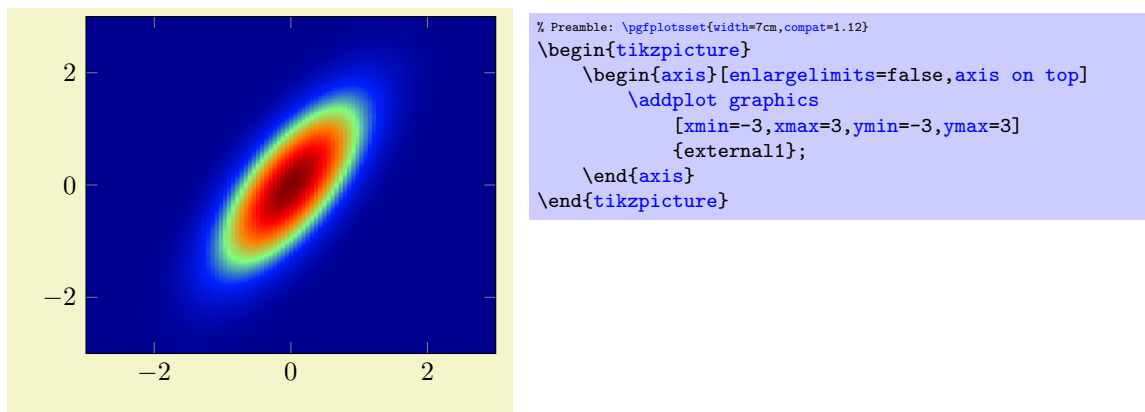 2
0
−2
−2
0
2
% Preamble: \pgfplotsset{width=7cm,compat=1.12}
\begin{tikzpicture}
    \begin{axis}[enlargelimits=false,axis on top]
        \addplot graphics
            [xmin=-3,xmax=3,ymin=-3,ymax=3]
            {external1};
    \end{axis}
\end{tikzpicture}